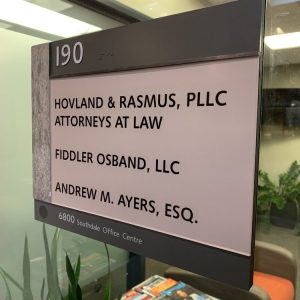 190
HOVLAND & RASMUS, PLLC
ATTORNEYS AT LAW
FIDDLER OSBAND, LLC
ANDREW M. AYERS, ESQ.
6800 Southdale Office Centre